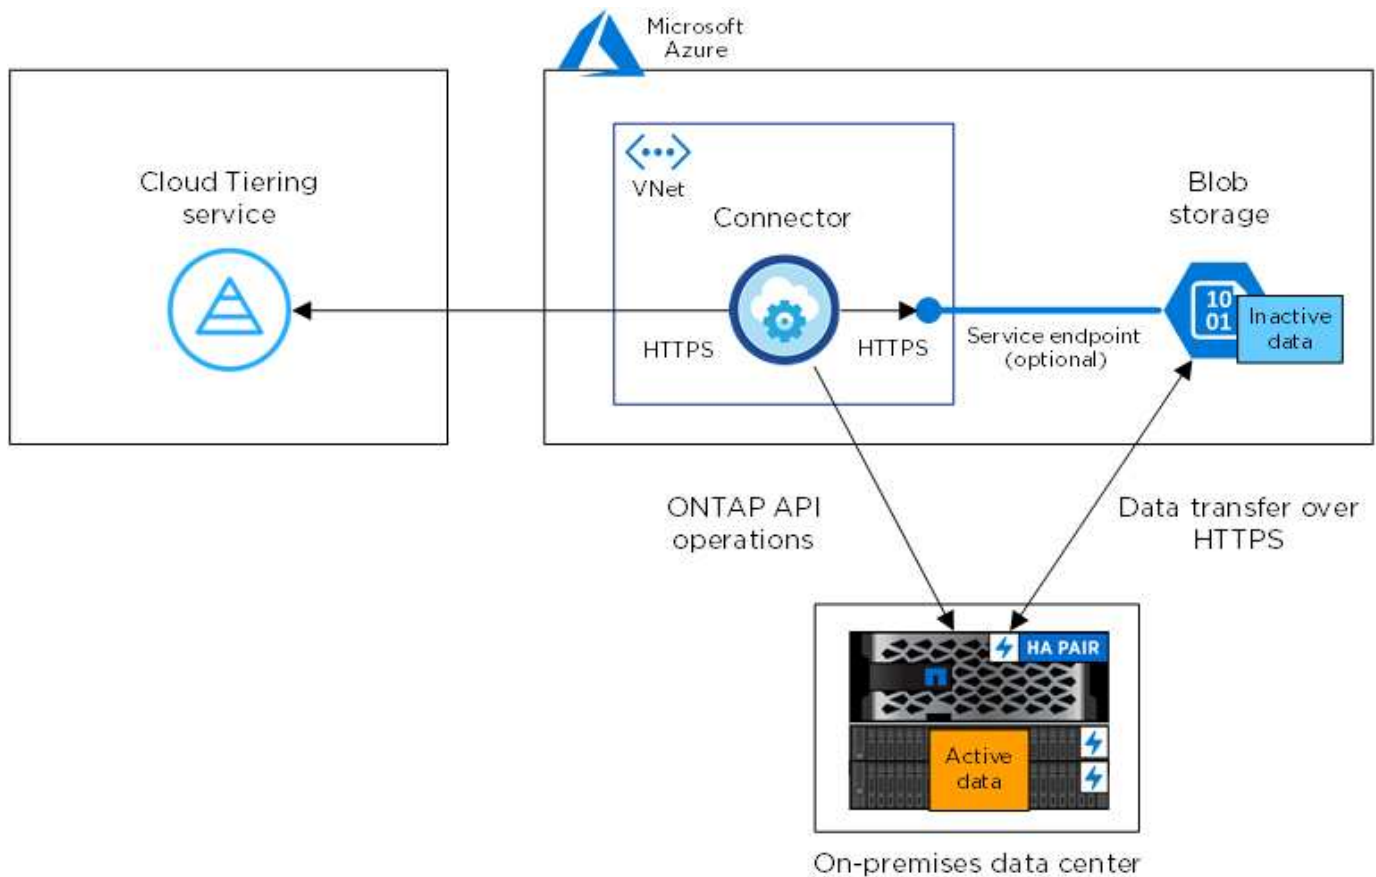 Microsoft
Azure
Cloud Tiering
service
VNet
Connector
Blob
storage
10
01
Inactive
data
HTTPS
HTTPS
Service endpoint
(optional)
ONTAP API
operations
Data transfer over
HTTPS
HA PAIR
Active
data
On-premises data center